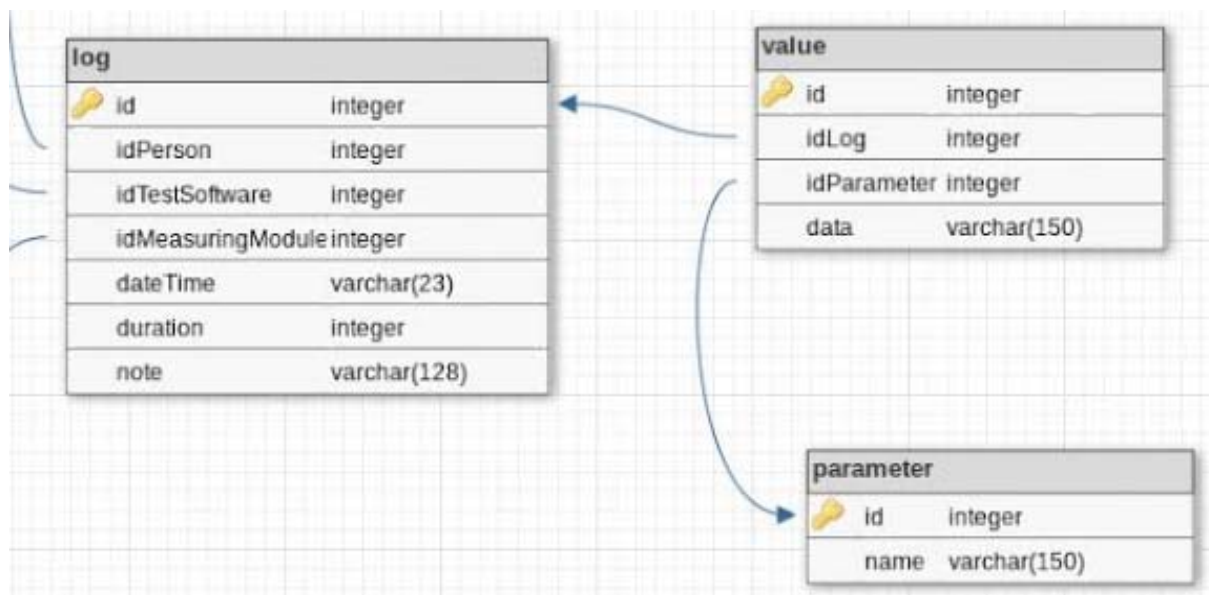 log
id integer
idPerson integer
idTestSoftware integer
idMeasuringModule integer
dateTime varchar(23)
duration integer
note varchar(128)
value
id integer
idLog integer
idParameter integer
data varchar(150)
parameter
id integer
name varchar(150)